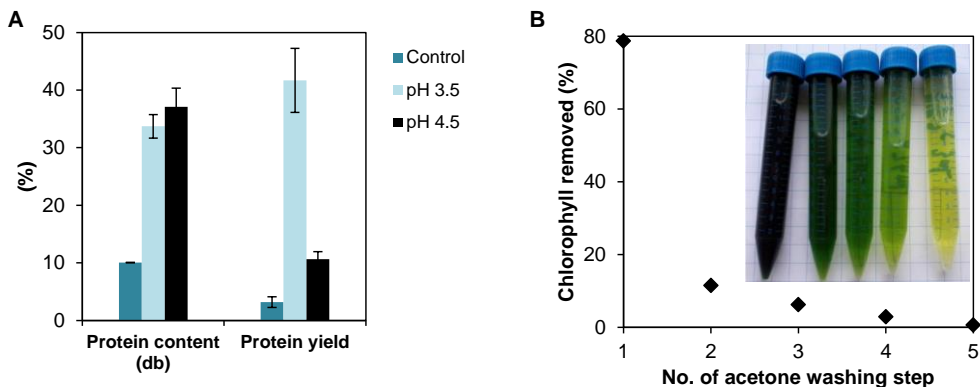 A
50
40
30
20
10
0
(%)
Protein content
(db)
Protein yield
Control
pH 3.5
pH 4.5
B
80
60
40
20
0
Chlorophyll removed (%)
1
2
3
4
5
No. of acetone washing step